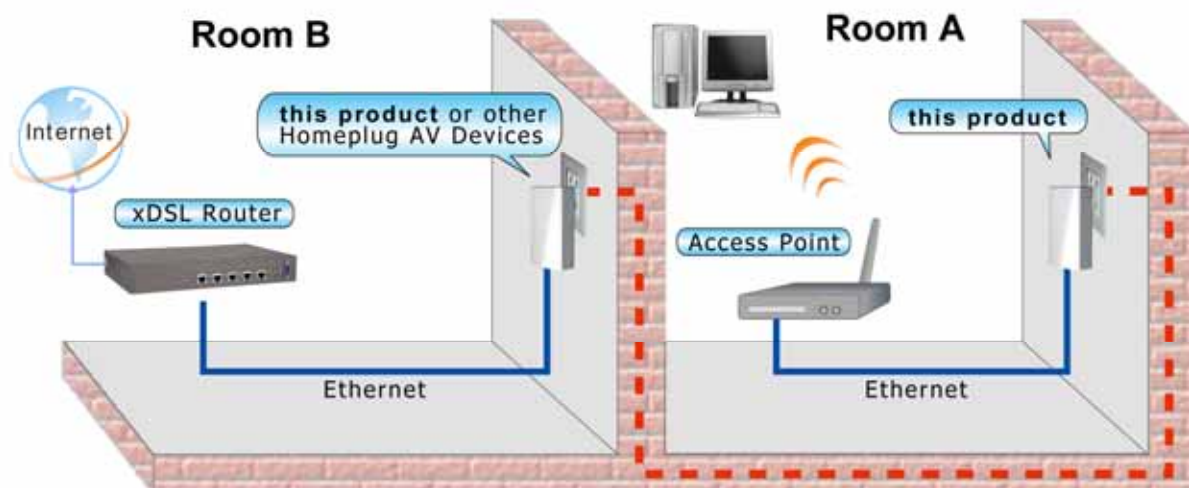 Room B
Room A
Internet
this product or other
Homeplug AV Devices
this product
xDSL Router
Access Point
Ethernet
Ethernet